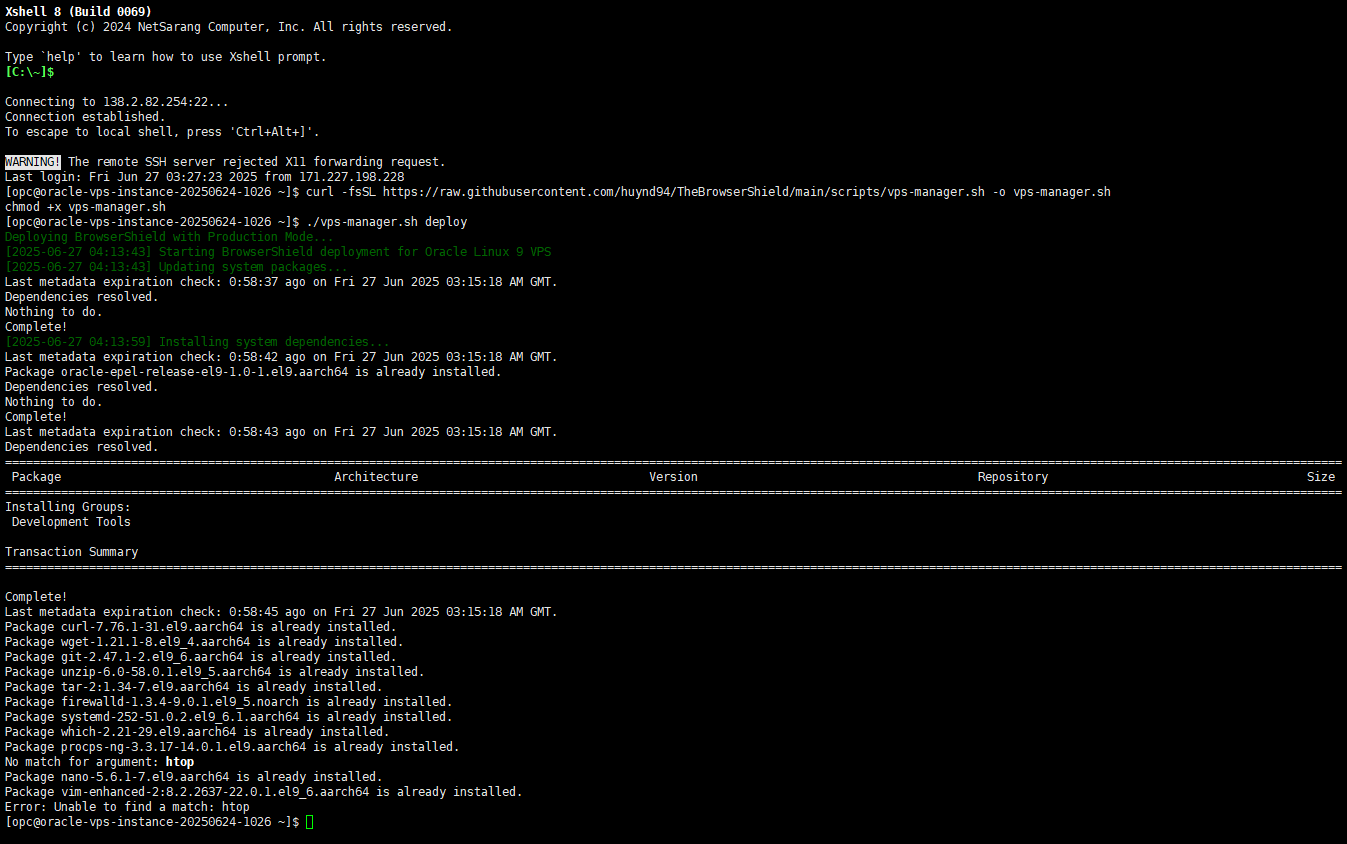 Xshell 8 (Build 0069)
Copyright (c) 2024 NetSarang Computer, Inc. All rights reserved.
Type `help' to learn how to use Xshell prompt.
[C:\~]$
Connecting to 138.2.82.254:22...
Connection established.
To escape to local shell, press 'Ctrl+Alt+]'.
WARNING! The remote SSH server rejected X11 forwarding request.
Last login: Fri Jun 27 03:27:23 2025 from 171.227.198.228
[opc@oracle-vps-instance-20250624-1026 ~]$ curl -fsSL https://raw.githubusercontent.com/huynd94/TheBrowserShield/main/scripts/vps-manager.sh -o vps-manager.sh
chmod +x vps-manager.sh
[opc@oracle-vps-instance-20250624-1026 ~]$ ./vps-manager.sh deploy
Deploying BrowserShield with Production Mode...
[2025-06-27 04:13:43] Starting BrowserShield deployment for Oracle Linux 9 VPS
[2025-06-27 04:13:43] Updating system packages...
Last metadata expiration check: 0:58:37 ago on Fri 27 Jun 2025 03:15:18 AM GMT.
Dependencies resolved.
Nothing to do.
Complete!
[2025-06-27 04:13:59] Installing system dependencies...
Last metadata expiration check: 0:58:42 ago on Fri 27 Jun 2025 03:15:18 AM GMT.
Package oracle-epel-release-el9-1.0-1.el9.aarch64 is already installed.
Dependencies resolved.
Nothing to do.
Complete!
Last metadata expiration check: 0:58:43 ago on Fri 27 Jun 2025 03:15:18 AM GMT.
Dependencies resolved.
Package Architecture Version Repository Size
Installing Groups:
Development Tools
Transaction Summary
Complete!
Last metadata expiration check: 0:58:45 ago on Fri 27 Jun 2025 03:15:18 AM GMT.
Package curl-7.76.1-31.el9.aarch64 is already installed.
Package wget-1.21.1-8.el9_4.aarch64 is already installed.
Package git-2.47.1-2.el9_6.aarch64 is already installed.
Package unzip-6.0-58.0.1.el9_5.aarch64 is already installed.
Package tar-2:1.34-7.el9.aarch64 is already installed.
Package firewalld-1.3.4-9.0.1.el9_5.noarch is already installed.
Package systemd-252-51.0.2.el9_6.1.aarch64 is already installed.
Package which-2.21-29.el9.aarch64 is already installed.
Package procps-ng-3.3.17-14.0.1.el9.aarch64 is already installed.
No match for argument: htop
Package nano-5.6.1-7.el9.aarch64 is already installed.
Package vim-enhanced-2:8.2.2637-22.0.1.el9_6.aarch64 is already installed.
Error: Unable to find a match: htop
[opc@oracle-vps-instance-20250624-1026 ~]$